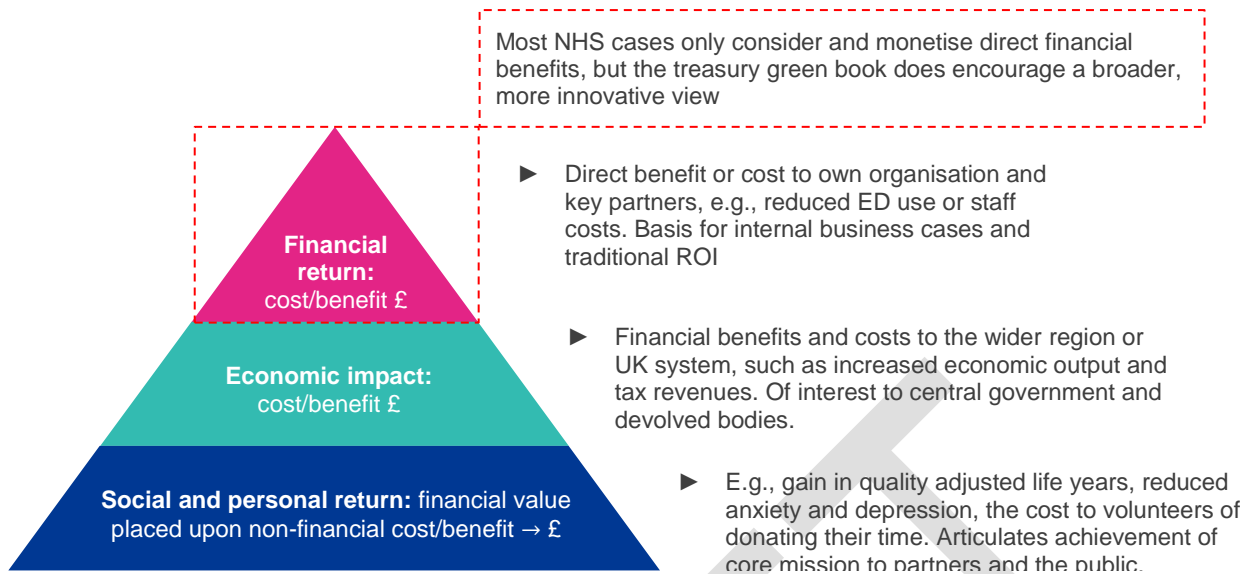 Most NHS cases only consider and monetise direct financial
benefits, but the treasury green book does encourage a broader,
more innovative view
► Direct benefit or cost to own organisation and
key partners, e.g., reduced ED use or staff
costs. Basis for internal business cases and
traditional ROI
Financial
return:
cost/benefit £
► Financial benefits and costs to the wider region or
UK system, such as increased economic output and
tax revenues. Of interest to central government and
devolved bodies.
Economic impact:
cost/benefit £
► E.g., gain in quality adjusted life years, reduced
anxiety and depression, the cost to volunteers of
donating their time. Articulates achievement of
core mission to partners and the public.
Social and personal return: financial value
placed upon non-financial cost/benefit → £